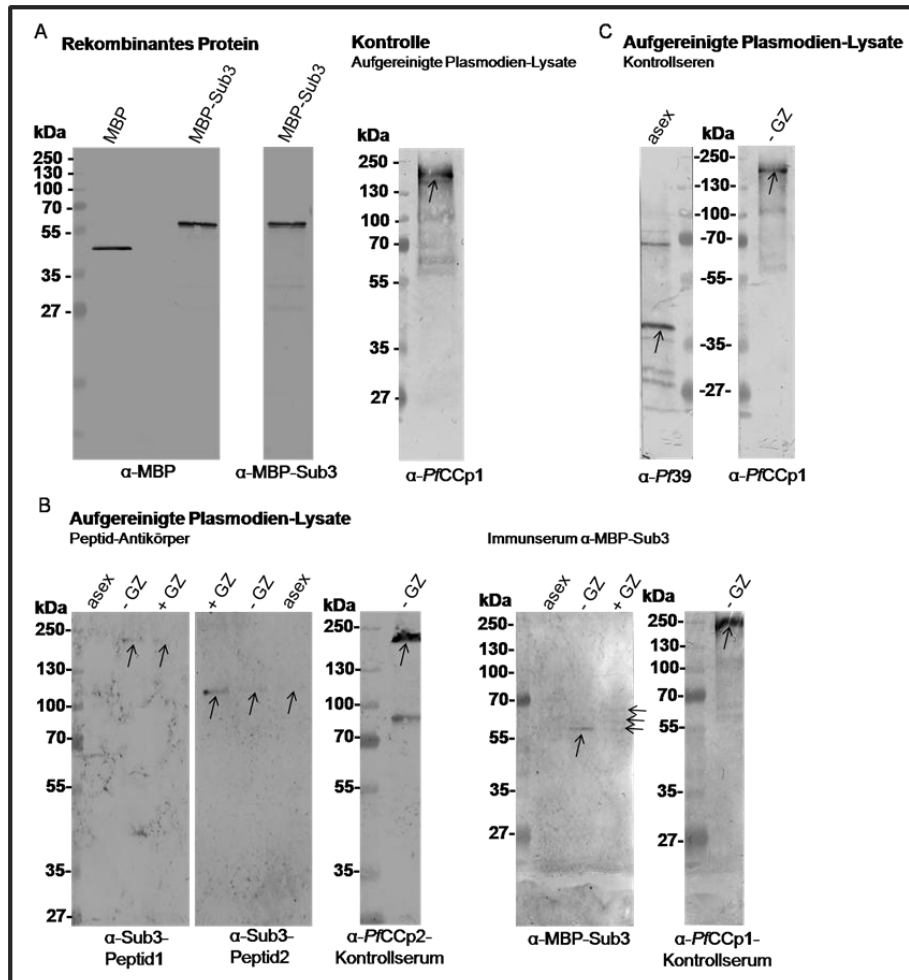 A
Rekombinantes Protein
kDa
MBP
MBP-Sub3
MBP-Sub3
250
130
100
70
55
35
27
α-MBP
α-MBP-Sub3
Kontrolle
Aufgereinigte Plasmodien-Lysate
kDa
250
130
100
70
55
35
27
α-PfCCp1
C
Aufgereinigte Plasmodien-Lysate
Kontrollseren
asex
kDa
- GZ
-250-
-130-
-100-
-70-
-55-
-35-
-27-
α-Pf39
α-PfCCp1
B
Aufgereinigte Plasmodien-Lysate
Peptid-Antikörper
kDa
asex
- GZ
+ GZ
+ GZ
- GZ
asex
250-
130-
100-
70-
55-
35-
27-
α-Sub3-
Peptid1
α-Sub3-
Peptid2
kDa
- GZ
250-
130-
100-
70-
55-
35-
27-
α-PfCCp2-
Kontrollserum
Immunserum α-MBP-Sub3
kDa
asex
- GZ
+ GZ
250-
130-
100-
70-
55-
27-
α-MBP-Sub3
kDa
- GZ
250-
130-
100-
70-
55-
27-
α-PfCCp1-
Kontrollserum